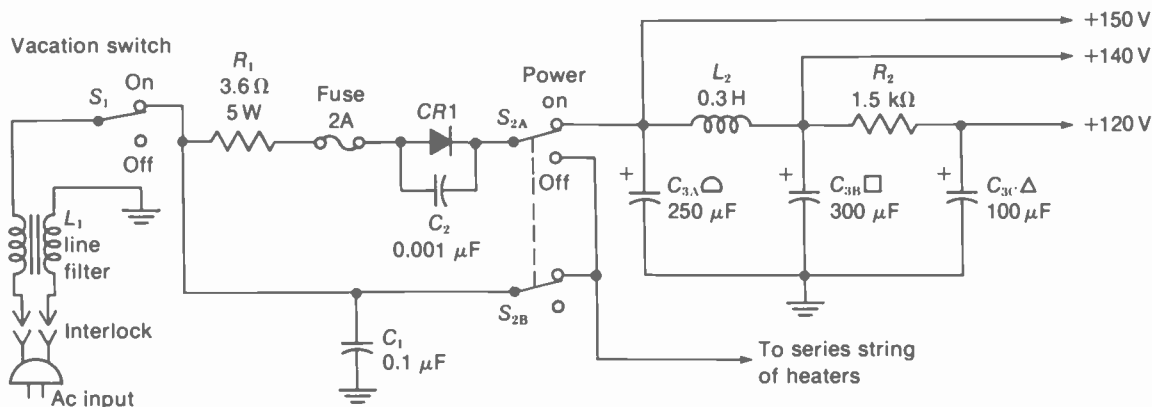 Vacation switch
S₁
On
Off
R₁
3.6 Ω
5 W
Fuse
2A
CR1
C₂
0.001 μF
Power
on
S₂A
Off
S₂B
L₂
0.3 H
R₂
1.5 kΩ
+150 V
+140 V
+120 V
+
C₃A
250 μF
+
C₃B
300 μF
+
C₃C
100 μF
L₁
line
filter
Interlock
Ac input
C₁
0.1 μF
To series string
of heaters